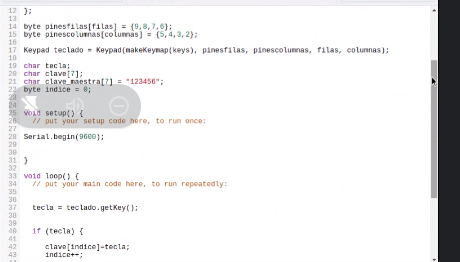 12 };
13
14 byte pinesfilas[filas] = {9,8,7,6};
15 byte pinescolumnas[columnas] = {5,4,3,2};
16
17 Keypad teclado = Keypad(makeKeymap(keys), pinesfilas, pinescolumnas, filas, columnas);
18
19 char tecla;
20 char clave[7];
21 char clave_maestra[7] = "123456";
22 byte indice = 0;
23
24
25 void setup() {
26 // put your setup code here, to run once:
27
28 Serial.begin(9600);
29
30
31 }
32
33 void loop() {
34 // put your main code here, to run repeatedly:
35
36
37 tecla = teclado.getKey();
38
39
40 if (tecla) {
41
42 clave[indice]=tecla;
43 indice++;